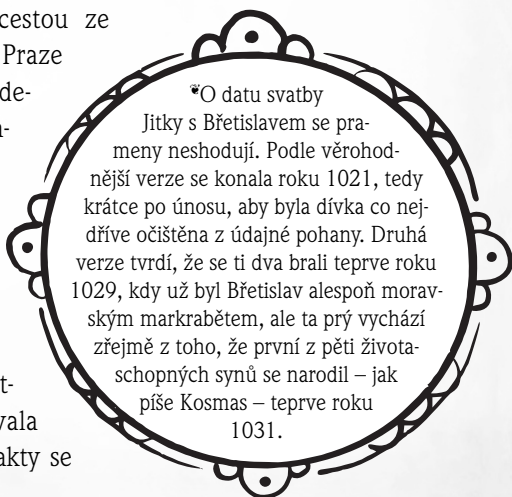 cestou ze
Praze
de-
❦O datu svatby
Jitky s Břetislavem se pra-
meny neshodují. Podle věrohod-
nější verze se konala roku 1021, tedy
krátce po únosu, aby byla dívka co nej-
dříve očištěna z údajné pohany. Druhá
verze tvrdí, že se ti dva brali teprve roku
1029, kdy už byl Břetislav alespoň morav-
ským markrabětem, ale ta prý vychází
zřejmě z toho, že první z pěti života-
schopných synů se narodil – jak
píše Kosmas – teprve roku
1031.
t-
vala
akty se